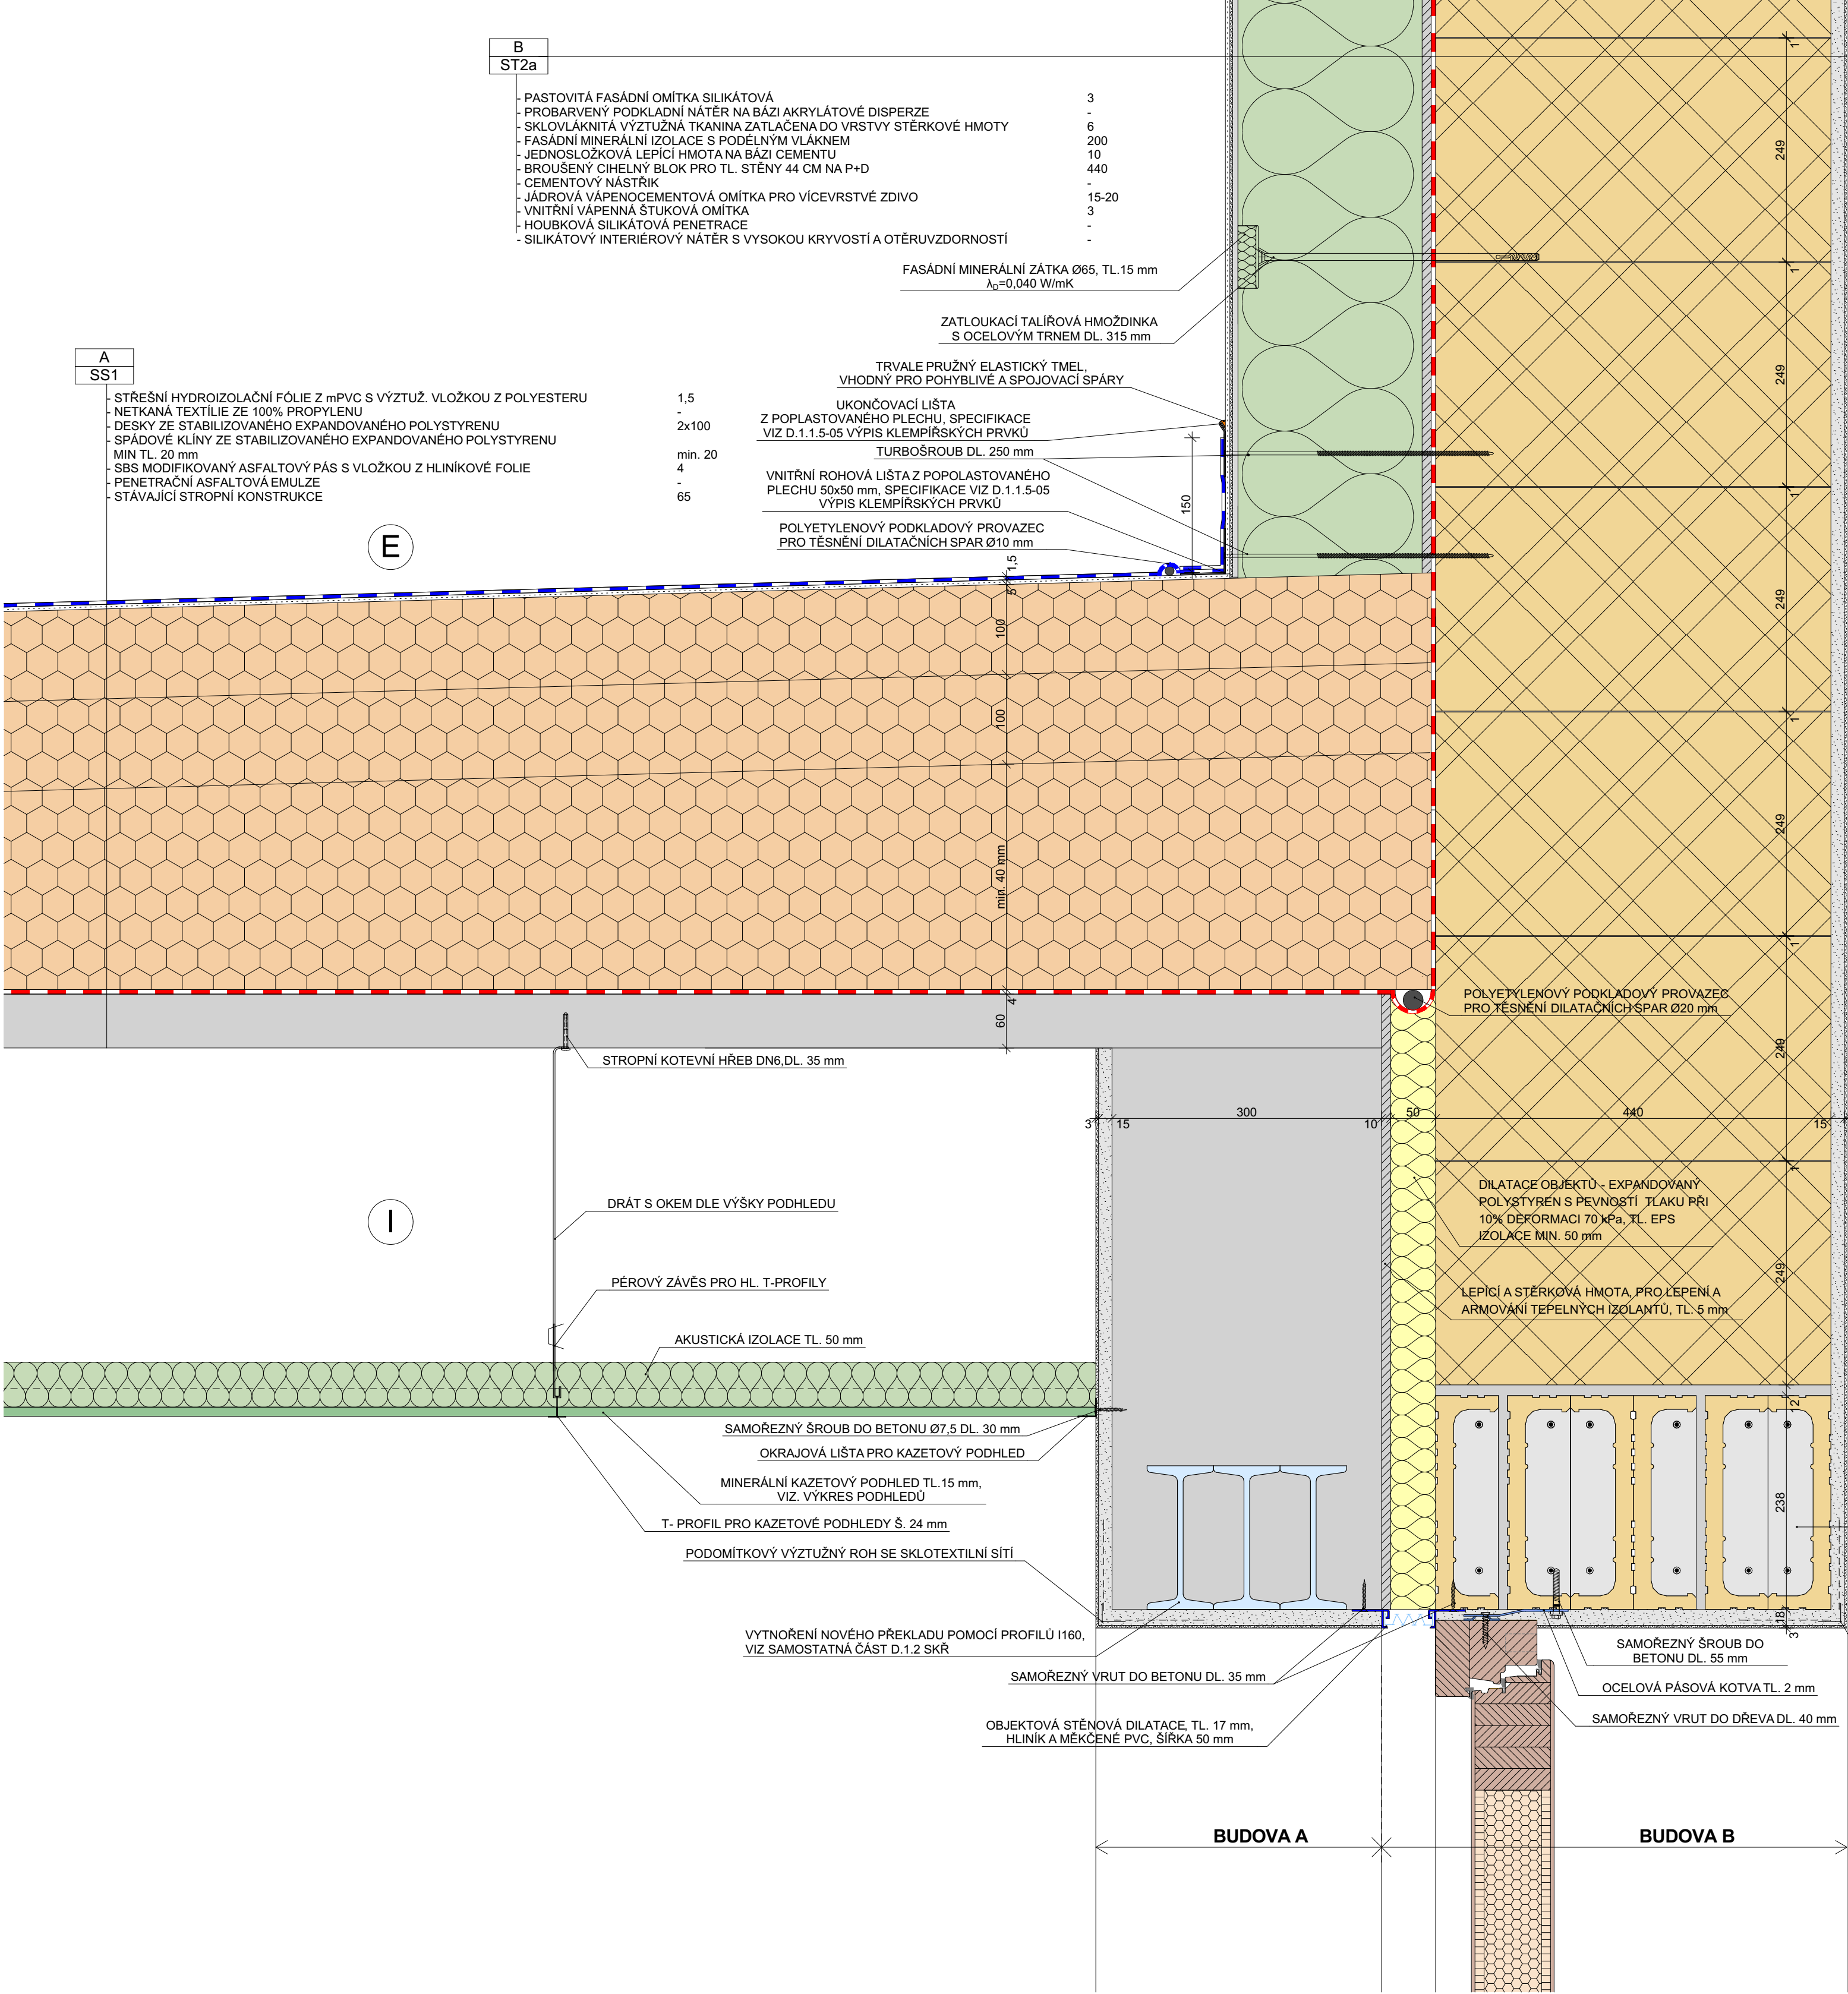 B
ST2a
- PASTOVITÁ FASÁDNÍ OMÍTKA SILIKÁTOVÁ 3
- PROBARVENÝ PODKLADNÍ NÁTĚR NA BÁZI AKRYLÁTOVÉ DISPERZE -
- SKLOVLÁKNITÁ VÝZTUŽNÁ TKANINA ZATLAČENA DO VRSTVY STĚRKOVÉ HMOTY 6
- FASÁDNÍ MINERÁLNÍ IZOLACE S PODÉLNÝM VLÁKNEM 200
- JEDNOSLOŽKOVÁ LEPÍCÍ HMOTA NA BÁZI CEMENTU 10
- BROUŠENÝ CIHELNÝ BLOK PRO TL. STĚNY 44 CM NA P+D 440
- CEMENTOVÝ NÁSTŘIK -
- JÁDROVÁ VÁPENOCEMENTOVÁ OMÍTKA PRO VÍCEVRSTVÉ ZDIVO 15-20
- VNITŘNÍ VÁPENNÁ ŠTUKOVÁ OMÍTKA 3
- HOUBKOVÁ SILIKÁTOVÁ PENETRACE -
- SILIKÁTOVÝ INTERIÉROVÝ NÁTĚR S VYSOKOU KRYVOSTÍ A OTĚRUVZDORNOSTÍ -
FASÁDNÍ MINERÁLNÍ ZÁTKA Ø65, TL.15 mm
λD=0,040 W/mK
ZATLOUKACÍ TALÍŘOVÁ HMOŽDINKA
S OCELOVÝM TRNEM DL. 315 mm
A
SS1
- STŘEŠNÍ HYDROIZOLAČNÍ FÓLIE Z mPVC S VÝZTUŽ. VLOŽKOU Z POLYESTERU 1,5
- NETKANÁ TEXTÍLIE ZE 100% PROPYLENU -
- DESKY ZE STABILIZOVANÉHO EXPANDOVANÉHO POLYSTYRENU 2x100
- SPÁDOVÉ KLÍNY ZE STABILIZOVANÉHO EXPANDOVANÉHO POLYSTYRENU
MIN TL. 20 mm min. 20
- SBS MODIFIKOVANÝ ASFALTOVÝ PÁS S VLOŽKOU Z HLINÍKOVÉ FOLIE 4
- PENETRAČNÍ ASFALTOVÁ EMULZE -
- STÁVAJÍCÍ STROPNÍ KONSTRUKCE 65
TRVALE PRUŽNÝ ELASTICKÝ TMEL,
VHODNÝ PRO POHYBLIVÉ A SPOJOVACÍ SPÁRY
UKONČOVACÍ LIŠTA
Z POPLASTOVANÉHO PLECHU, SPECIFIKACE
VIZ D.1.1.5-05 VÝPIS KLEMPÍŘSKÝCH PRVKŮ
TURBOŠROUB DL. 250 mm
VNITŘNÍ ROHOVÁ LIŠTA Z POPOLASTOVANÉHO
PLECHU 50x50 mm, SPECIFIKACE VIZ D.1.1.5-05
VÝPIS KLEMPÍŘSKÝCH PRVKŮ
POLYETYLENOVÝ PODKLADOVÝ PROVAZEC
PRO TĚSNĚNÍ DILATAČNÍCH SPAR Ø10 mm
150
E
1,5
5
100
100
min. 40 mm
4
60
1
249
1
249
1
249
1
249
1
249
1
249
12
238
18
3
POLYETYLENOVÝ PODKLADOVÝ PROVAZEC
PRO TĚSNĚNÍ DILATAČNÍCH SPAR Ø20 mm
STROPNÍ KOTEVNÍ HŘEB DN6,DL. 35 mm
3
15
300
10
50
440
15
DILATACE OBJEKTŮ - EXPANDOVANÝ
POLYSTYREN S PEVNOSTÍ TLAKU PŘI
10% DEFORMACI 70 kPa, TL. EPS
IZOLACE MIN. 50 mm
I
DRÁT S OKEM DLE VÝŠKY PODHLEDU
PÉROVÝ ZÁVĚS PRO HL. T-PROFILY
LEPÍCÍ A STĚRKOVÁ HMOTA, PRO LEPENÍ A
ARMOVÁNÍ TEPELNÝCH IZOLANTŮ, TL. 5 mm
AKUSTICKÁ IZOLACE TL. 50 mm
SAMOŘEZNÝ ŠROUB DO BETONU Ø7,5 DL. 30 mm
OKRAJOVÁ LIŠTA PRO KAZETOVÝ PODHLED
MINERÁLNÍ KAZETOVÝ PODHLED TL.15 mm,
VIZ. VÝKRES PODHLEDŮ
T- PROFIL PRO KAZETOVÉ PODHLEDY Š. 24 mm
PODOMÍTKOVÝ VÝZTUŽNÝ ROH SE SKLOTEXTILNÍ SÍTÍ
VYTNOŘENÍ NOVÉHO PŘEKLADU POMOCÍ PROFILŮ I160,
VIZ SAMOSTATNÁ ČÁST D.1.2 SKŘ
SAMOŘEZNÝ VRUT DO BETONU DL. 35 mm
OBJEKTOVÁ STĚNOVÁ DILATACE, TL. 17 mm,
HLINÍK A MĚKČENÉ PVC, ŠÍŘKA 50 mm
SAMOŘEZNÝ ŠROUB DO
BETONU DL. 55 mm
OCELOVÁ PÁSOVÁ KOTVA TL. 2 mm
SAMOŘEZNÝ VRUT DO DŘEVA DL. 40 mm
BUDOVA A
BUDOVA B